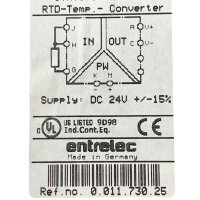 RTD-Temp.- Converter
J
A
V+
H
C
V-
IN
OUT
G
PW
K
M
Supply: DC 24V +/-15%
C UL US LISTED 9D98
Ind.Cont.Eq.
entrelec
Made in Germany
Ref.no. 0.011.730.25